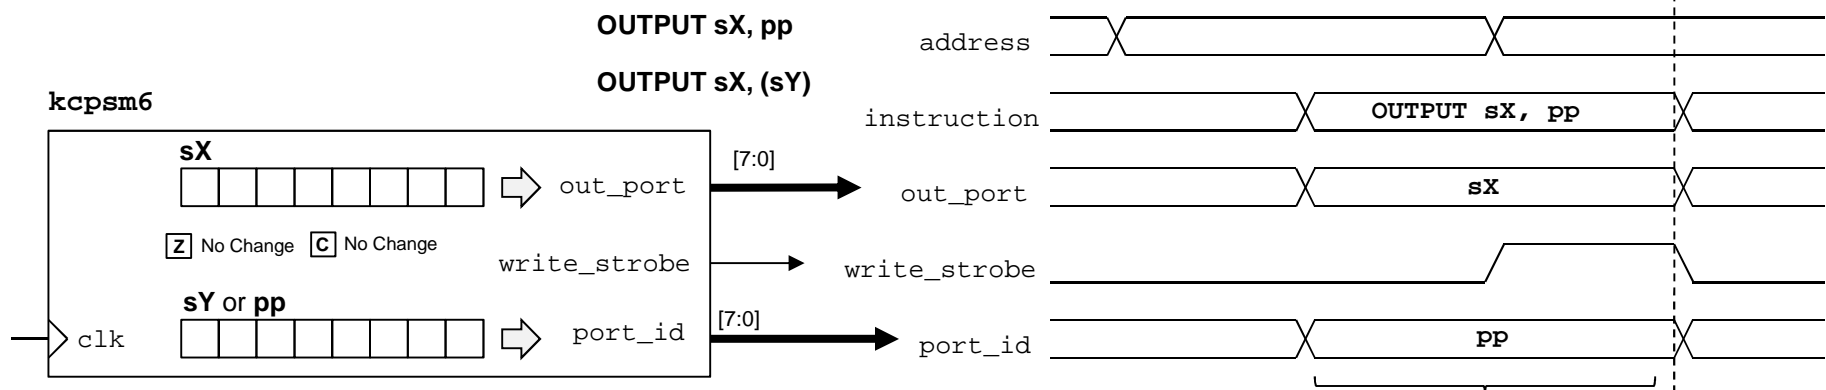 OUTPUT sX, pp
OUTPUT sX, (sY)
kcpsm6
sX
out_port
[7:0]
Z No Change C No Change
write_strobe
sY or pp
clk
port_id
[7:0]
address
instruction
OUTPUT sX, pp
out_port
sX
write_strobe
port_id
pp